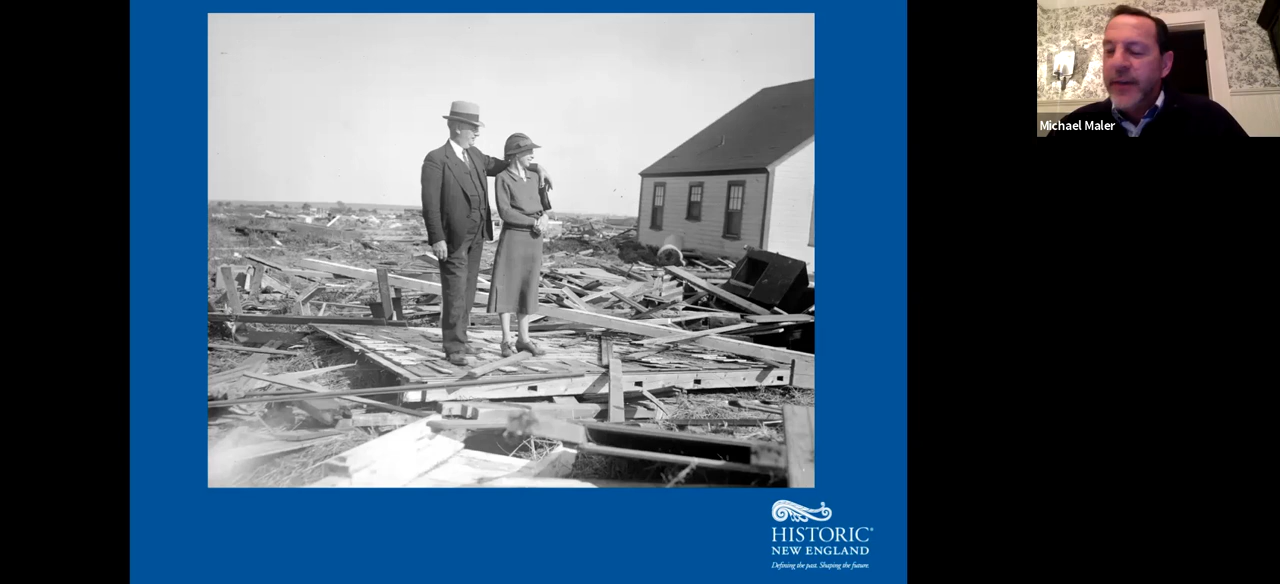 Michael Maler
HISTORIC®
NEW ENGLAND
Defining the past. Shaping the future.